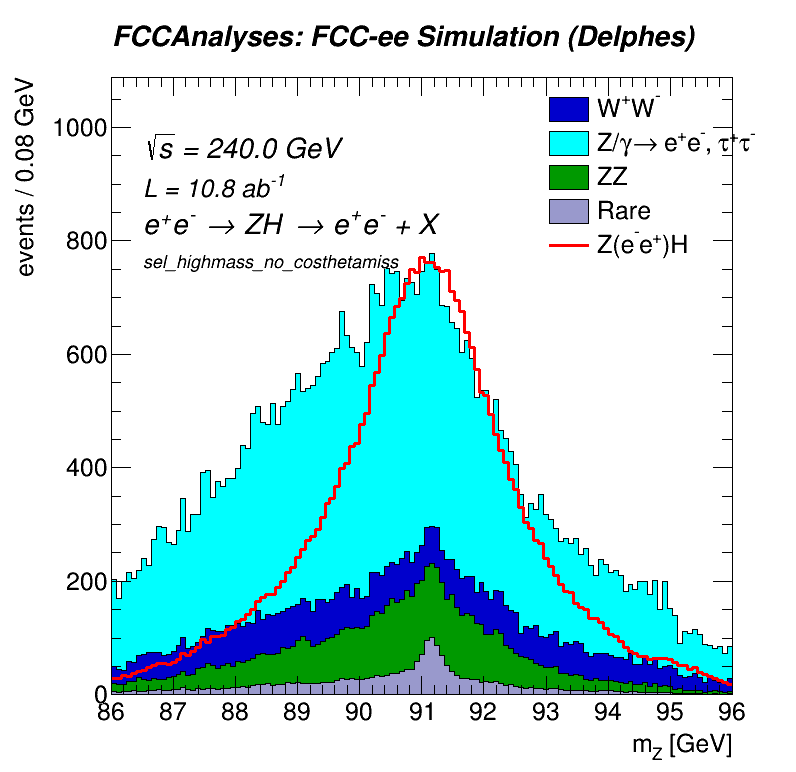 FCCAnalyses: FCC-ee Simulation (Delphes)
events / 0.08 GeV
1000
800
600
400
200
0
√s = 240.0 GeV
L = 10.8 ab⁻¹
e⁺e⁻ → ZH → e⁺e⁻ + X
sel_highmass_no_costhetamiss
W⁺W⁻
Z/γ→ e⁺e⁻, τ⁺τ⁻
ZZ
Rare
Z(e⁻e⁺)H
86 87 88 89 90 91 92 93 94 95 96
m_Z [GeV]